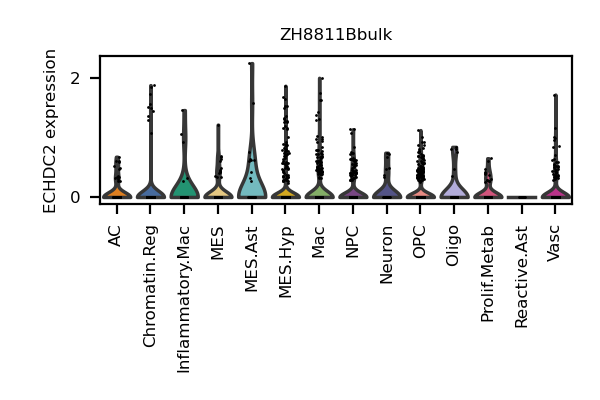 ZH8811Bbulk
ECHDC2 expression
2
0
AC
Chromatin.Reg
Inflammatory.Mac
MES
MES.Ast
MES.Hyp
Mac
NPC
Neuron
OPC
Oligo
Prolif.Metab
Reactive.Ast
Vasc